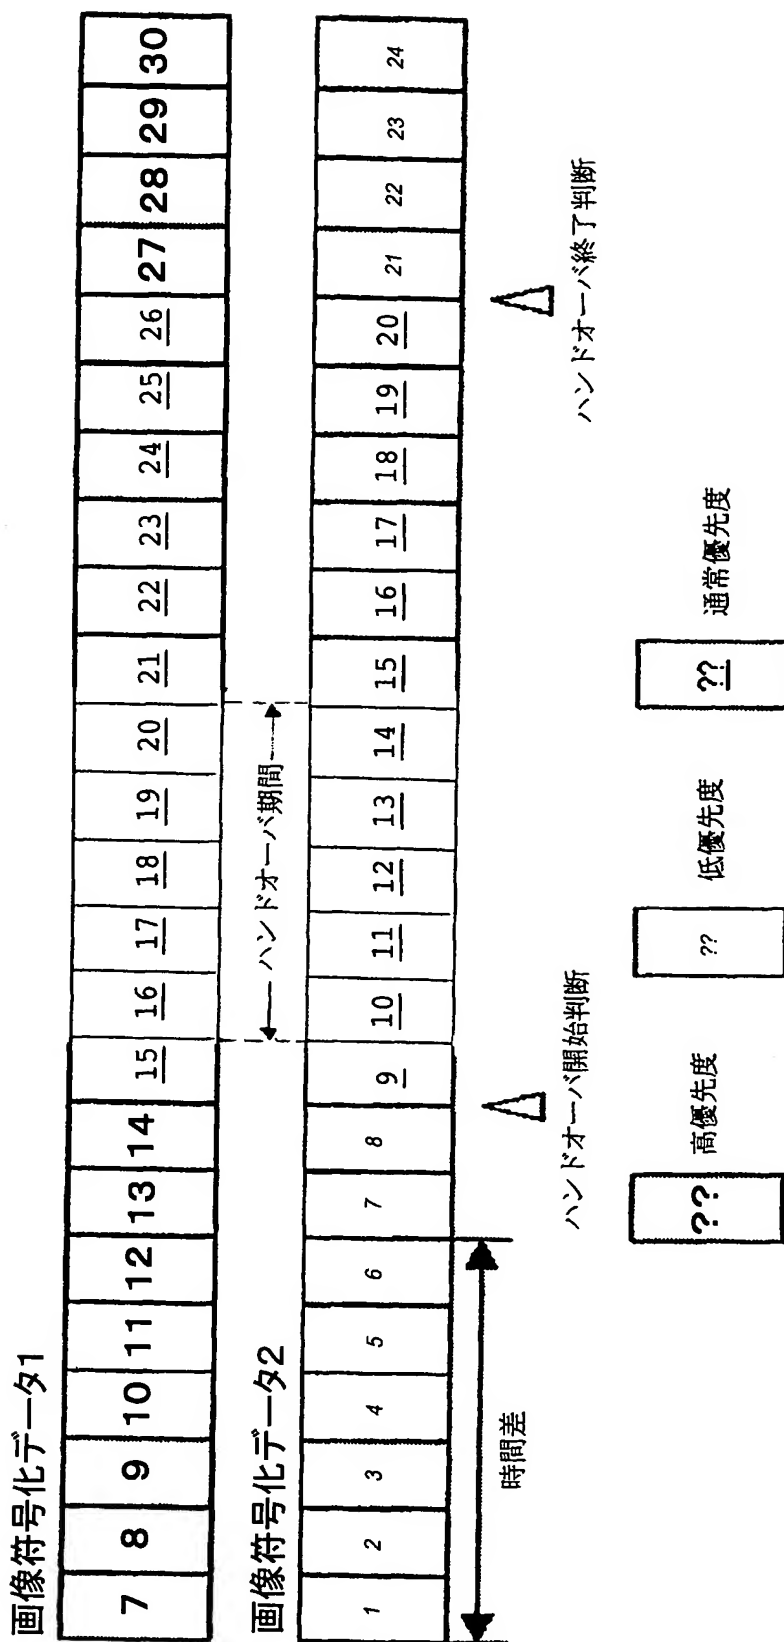 画像符号化データ1
7 8 9 10 11 12 13 14 15 16 17 18 19 20 21 22 23 24 25 26 27 28 29 30
ハンドオーバ期間
画像符号化データ2
1 2 3 4 5 6 7 8 9 10 11 12 13 14 15 16 17 18 19 20 21 22 23 24
時間差
ハンドオーバ開始判断
ハンドオーバ終了判断
?? 高優先度
?? 低優先度
?? 通常優先度